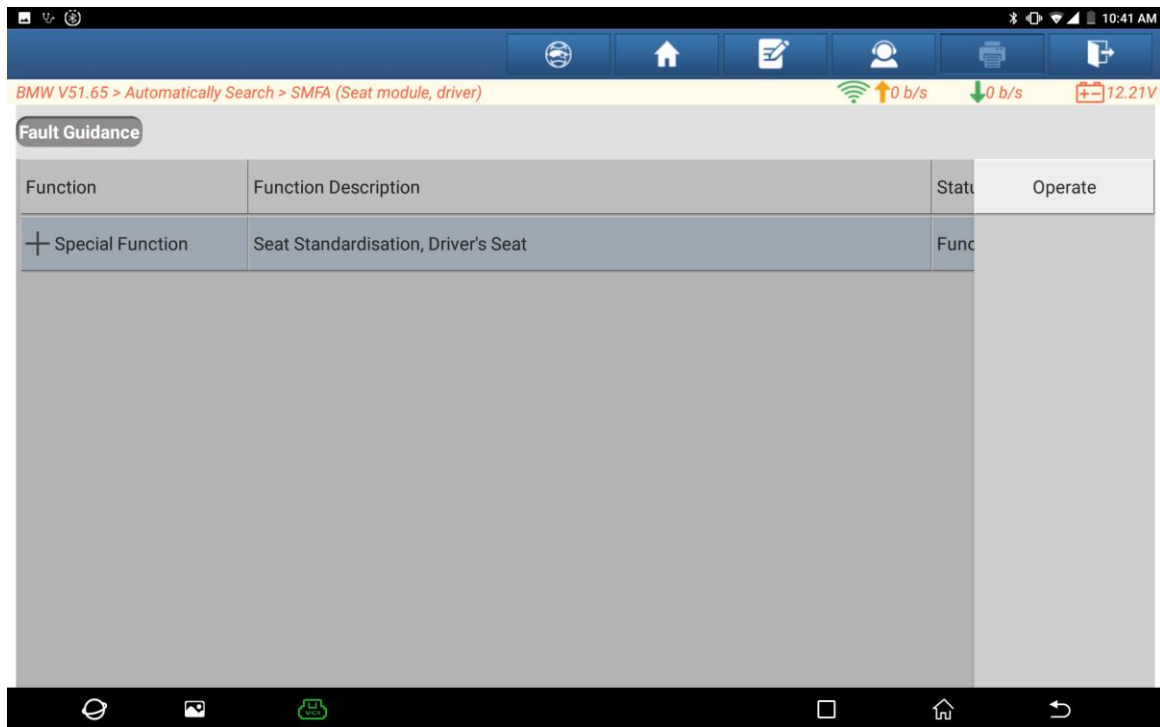 10:41 AM
BMW V51.65 > Automatically Search > SMFA (Seat module, driver) 0 b/s 0 b/s 12.21V
Fault Guidance
Function Function Description Statu Operate
Special Function Seat Standardisation, Driver's Seat Func
VCI